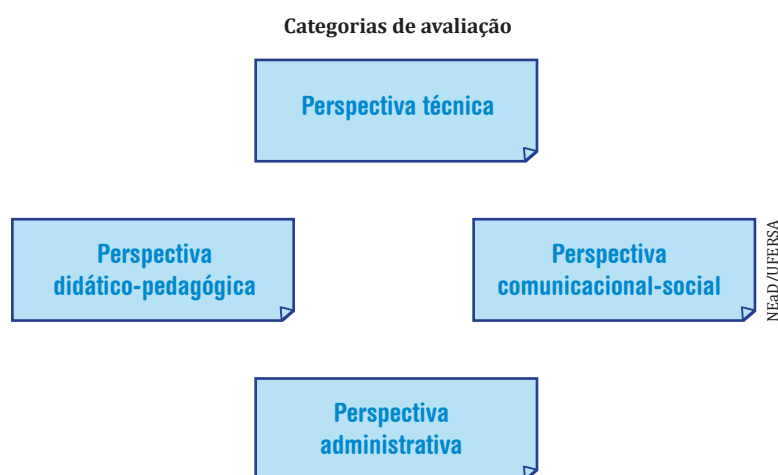 Categorias de avaliação
Perspectiva técnica
Perspectiva
didático-pedagógica
Perspectiva
comunicacional-social
NEaD/UFERSA
Perspectiva
administrativa